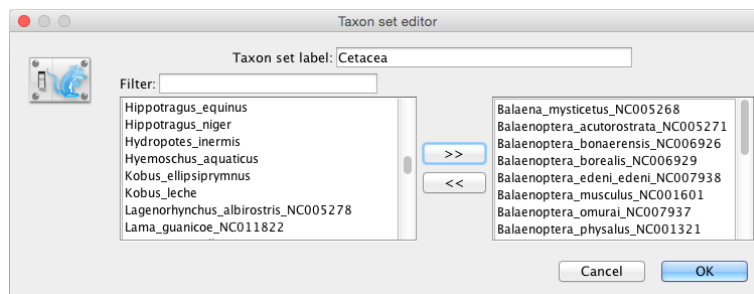 Taxon set editor
Taxon set label: Cetacea
Filter:
Hippotragus_equinus
Hippotragus_niger
Hydropotes_inermis
Hyemoschus_aquaticus
Kobus_ellipsiprymnus
Kobus_leche
Lagenorhynchus_albirostris_NC005278
Lama_guanicoe_NC011822
>>
<<
Balaena_mysticetus_NC005268
Balaenoptera_acutorostrata_NC005271
Balaenoptera_bonaerensis_NC006926
Balaenoptera_borealis_NC006929
Balaenoptera_edeni_edeni_NC007938
Balaenoptera_musculus_NC001601
Balaenoptera_omurai_NC007937
Balaenoptera_physalus_NC001321
Cancel
OK